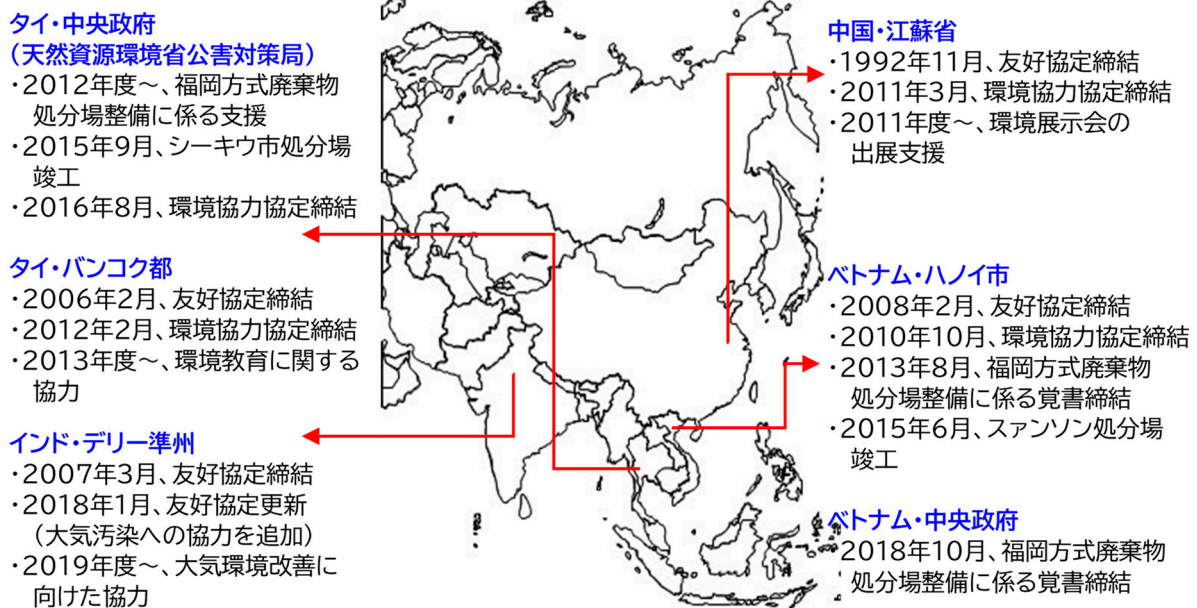 タイ・中央政府
（天然資源環境省公害対策局）
・2012年度～、福岡方式廃棄物
処分場整備に係る支援
・2015年9月、シーキウ市処分場
竣工
・2016年8月、環境協力協定締結
タイ・バンコク都
・2006年2月、友好協定締結
・2012年2月、環境協力協定締結
・2013年度～、環境教育に関する
協力
インド・デリー準州
・2007年3月、友好協定締結
・2018年1月、友好協定更新
（大気汚染への協力を追加）
・2019年度～、大気環境改善に
向けた協力
中国・江蘇省
・1992年11月、友好協定締結
・2011年3月、環境協力協定締結
・2011年度～、環境展示会の
出展支援
ベトナム・ハノイ市
・2008年2月、友好協定締結
・2010年10月、環境協力協定締結
・2013年8月、福岡方式廃棄物
処分場整備に係る覚書締結
・2015年6月、スァンソン処分場
竣工
ベトナム・中央政府
・2018年10月、福岡方式廃棄物
処分場整備に係る覚書締結